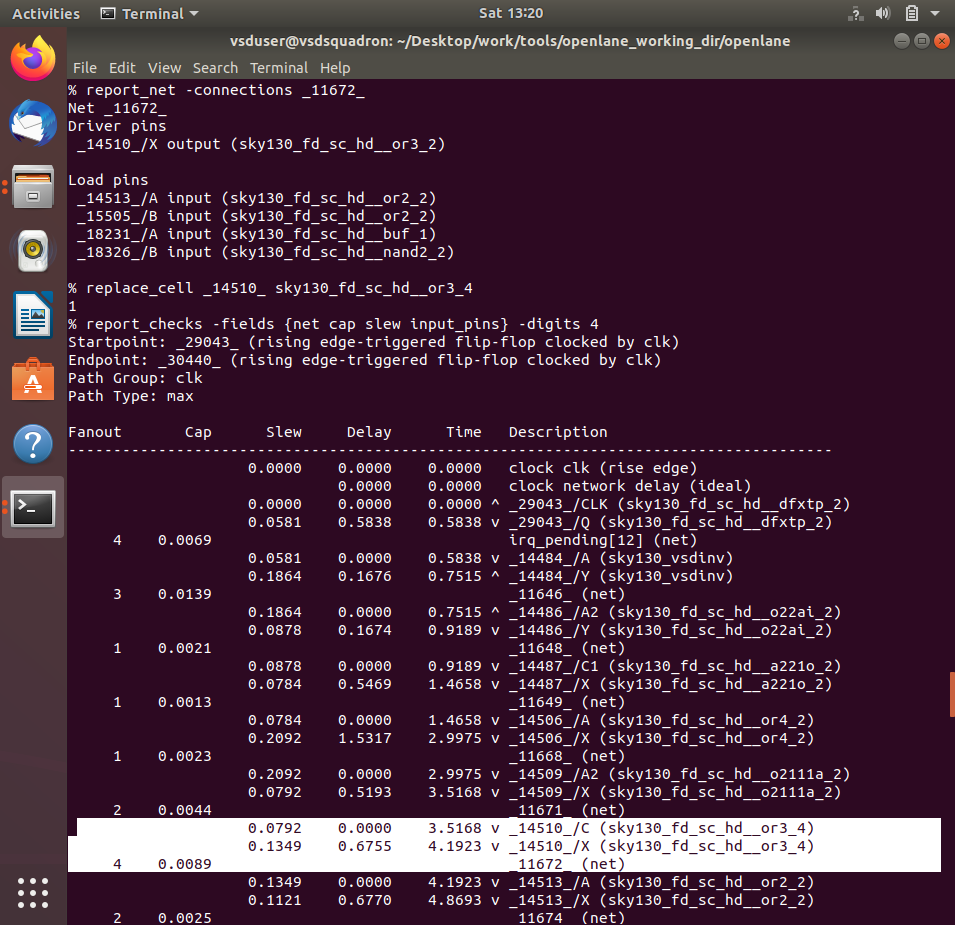 Activities Terminal Sat 13:20
vsduser@vsdsquadron: ~/Desktop/work/tools/openlane_working_dir/openlane
File Edit View Search Terminal Help
% report_net -connections _11672_
Net _11672_
Driver pins
 _14510_/X output (sky130_fd_sc_hd__or3_2)

Load pins
 _14513_/A input (sky130_fd_sc_hd__or2_2)
 _15505_/B input (sky130_fd_sc_hd__or2_2)
 _18231_/A input (sky130_fd_sc_hd__buf_1)
 _18326_/B input (sky130_fd_sc_hd__nand2_2)

% replace_cell _14510_ sky130_fd_sc_hd__or3_4
1
% report_checks -fields {net cap slew input_pins} -digits 4
Startpoint: _29043_ (rising edge-triggered flip-flop clocked by clk)
Endpoint: _30440_ (rising edge-triggered flip-flop clocked by clk)
Path Group: clk
Path Type: max

Fanout       Cap      Slew     Delay      Time   Description
-------------------------------------------------------------------------------------
                    0.0000    0.0000    0.0000   clock clk (rise edge)
                              0.0000    0.0000   clock network delay (ideal)
                    0.0000    0.0000    0.0000 ^ _29043_/CLK (sky130_fd_sc_hd__dfxtp_2)
                    0.0581    0.5838    0.5838 v _29043_/Q (sky130_fd_sc_hd__dfxtp_2)
     4    0.0069                                 irq_pending[12] (net)
                    0.0581    0.0000    0.5838 v _14484_/A (sky130_vsdinv)
                    0.1864    0.1676    0.7515 ^ _14484_/Y (sky130_vsdinv)
     3    0.0139                                 _11646_ (net)
                    0.1864    0.0000    0.7515 ^ _14486_/A2 (sky130_fd_sc_hd__o22ai_2)
                    0.0878    0.1674    0.9189 v _14486_/Y (sky130_fd_sc_hd__o22ai_2)
     1    0.0021                                 _11648_ (net)
                    0.0878    0.0000    0.9189 v _14487_/C1 (sky130_fd_sc_hd__a221o_2)
                    0.0784    0.5469    1.4658 v _14487_/X (sky130_fd_sc_hd__a221o_2)
     1    0.0013                                 _11649_ (net)
                    0.0784    0.0000    1.4658 v _14506_/A (sky130_fd_sc_hd__or4_2)
                    0.2092    1.5317    2.9975 v _14506_/X (sky130_fd_sc_hd__or4_2)
     1    0.0023                                 _11668_ (net)
                    0.2092    0.0000    2.9975 v _14509_/A2 (sky130_fd_sc_hd__o2111a_2)
                    0.0792    0.5193    3.5168 v _14509_/X (sky130_fd_sc_hd__o2111a_2)
     2    0.0044                                 _11671_ (net)
                    0.0792    0.0000    3.5168 v _14510_/C (sky130_fd_sc_hd__or3_4)
                    0.1349    0.6755    4.1923 v _14510_/X (sky130_fd_sc_hd__or3_4)
     4    0.0089                                 _11672_ (net)
                    0.1349    0.0000    4.1923 v _14513_/A (sky130_fd_sc_hd__or2_2)
                    0.1121    0.6770    4.8693 v _14513_/X (sky130_fd_sc_hd__or2_2)
     2    0.0025                                 _11674_ (net)